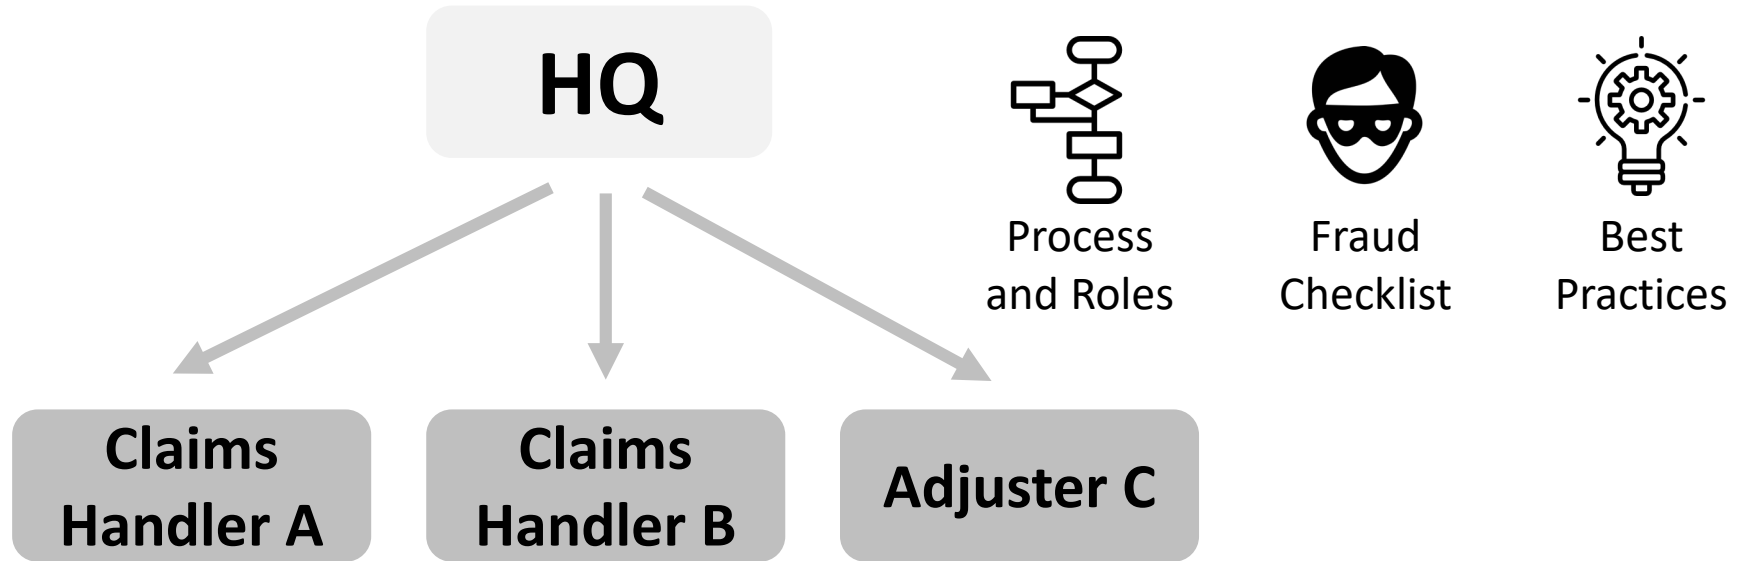 HQ
Process
and Roles
Fraud
Checklist
Best
Practices
Claims
Handler A
Claims
Handler B
Adjuster C